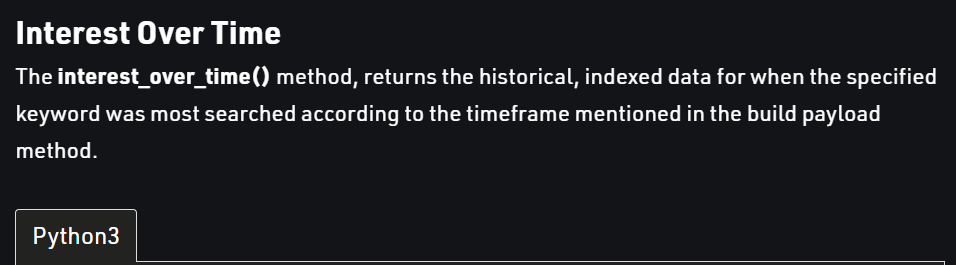 Interest Over Time
The interest_over_time() method, returns the historical, indexed data for when the specified
keyword was most searched according to the timeframe mentioned in the build payload
method.
Python3